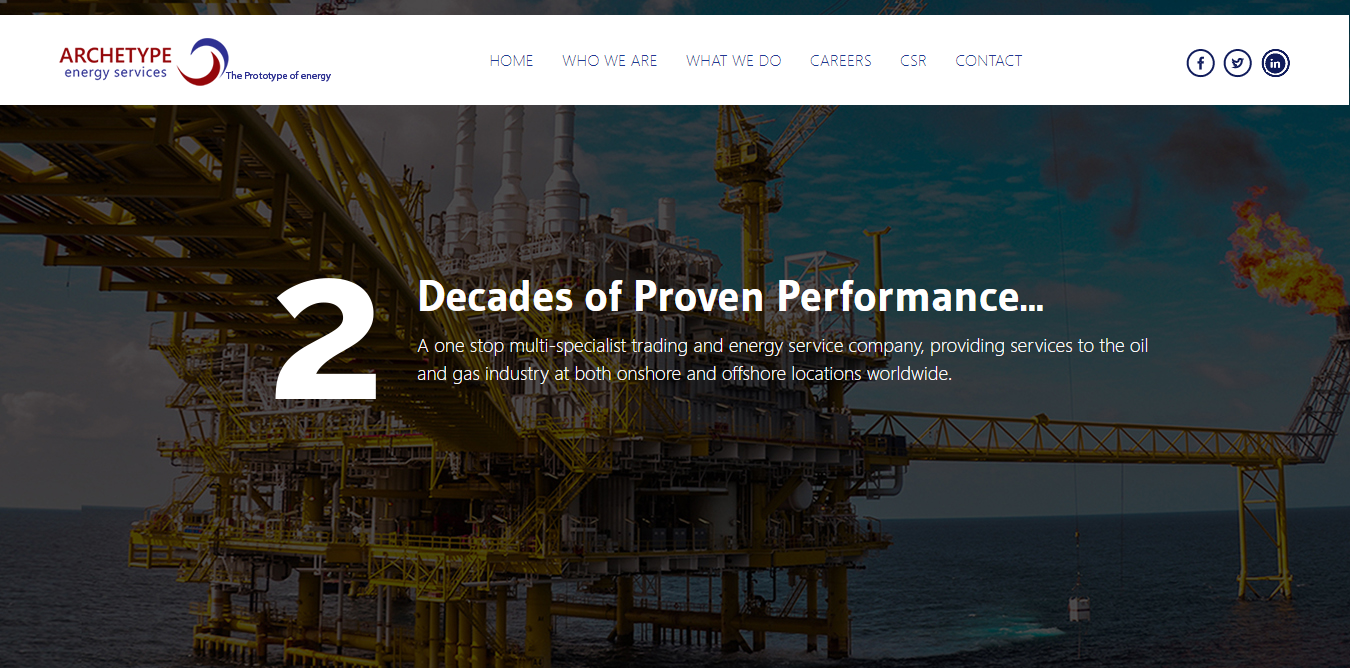 ARCHETYPE
energy services
The Prototype of energy
HOME WHO WE ARE WHAT WE DO CAREERS CSR CONTACT
2
Decades of Proven Performance...
A one stop multi-specialist trading and energy service company, providing services to the oil
and gas industry at both onshore and offshore locations worldwide.